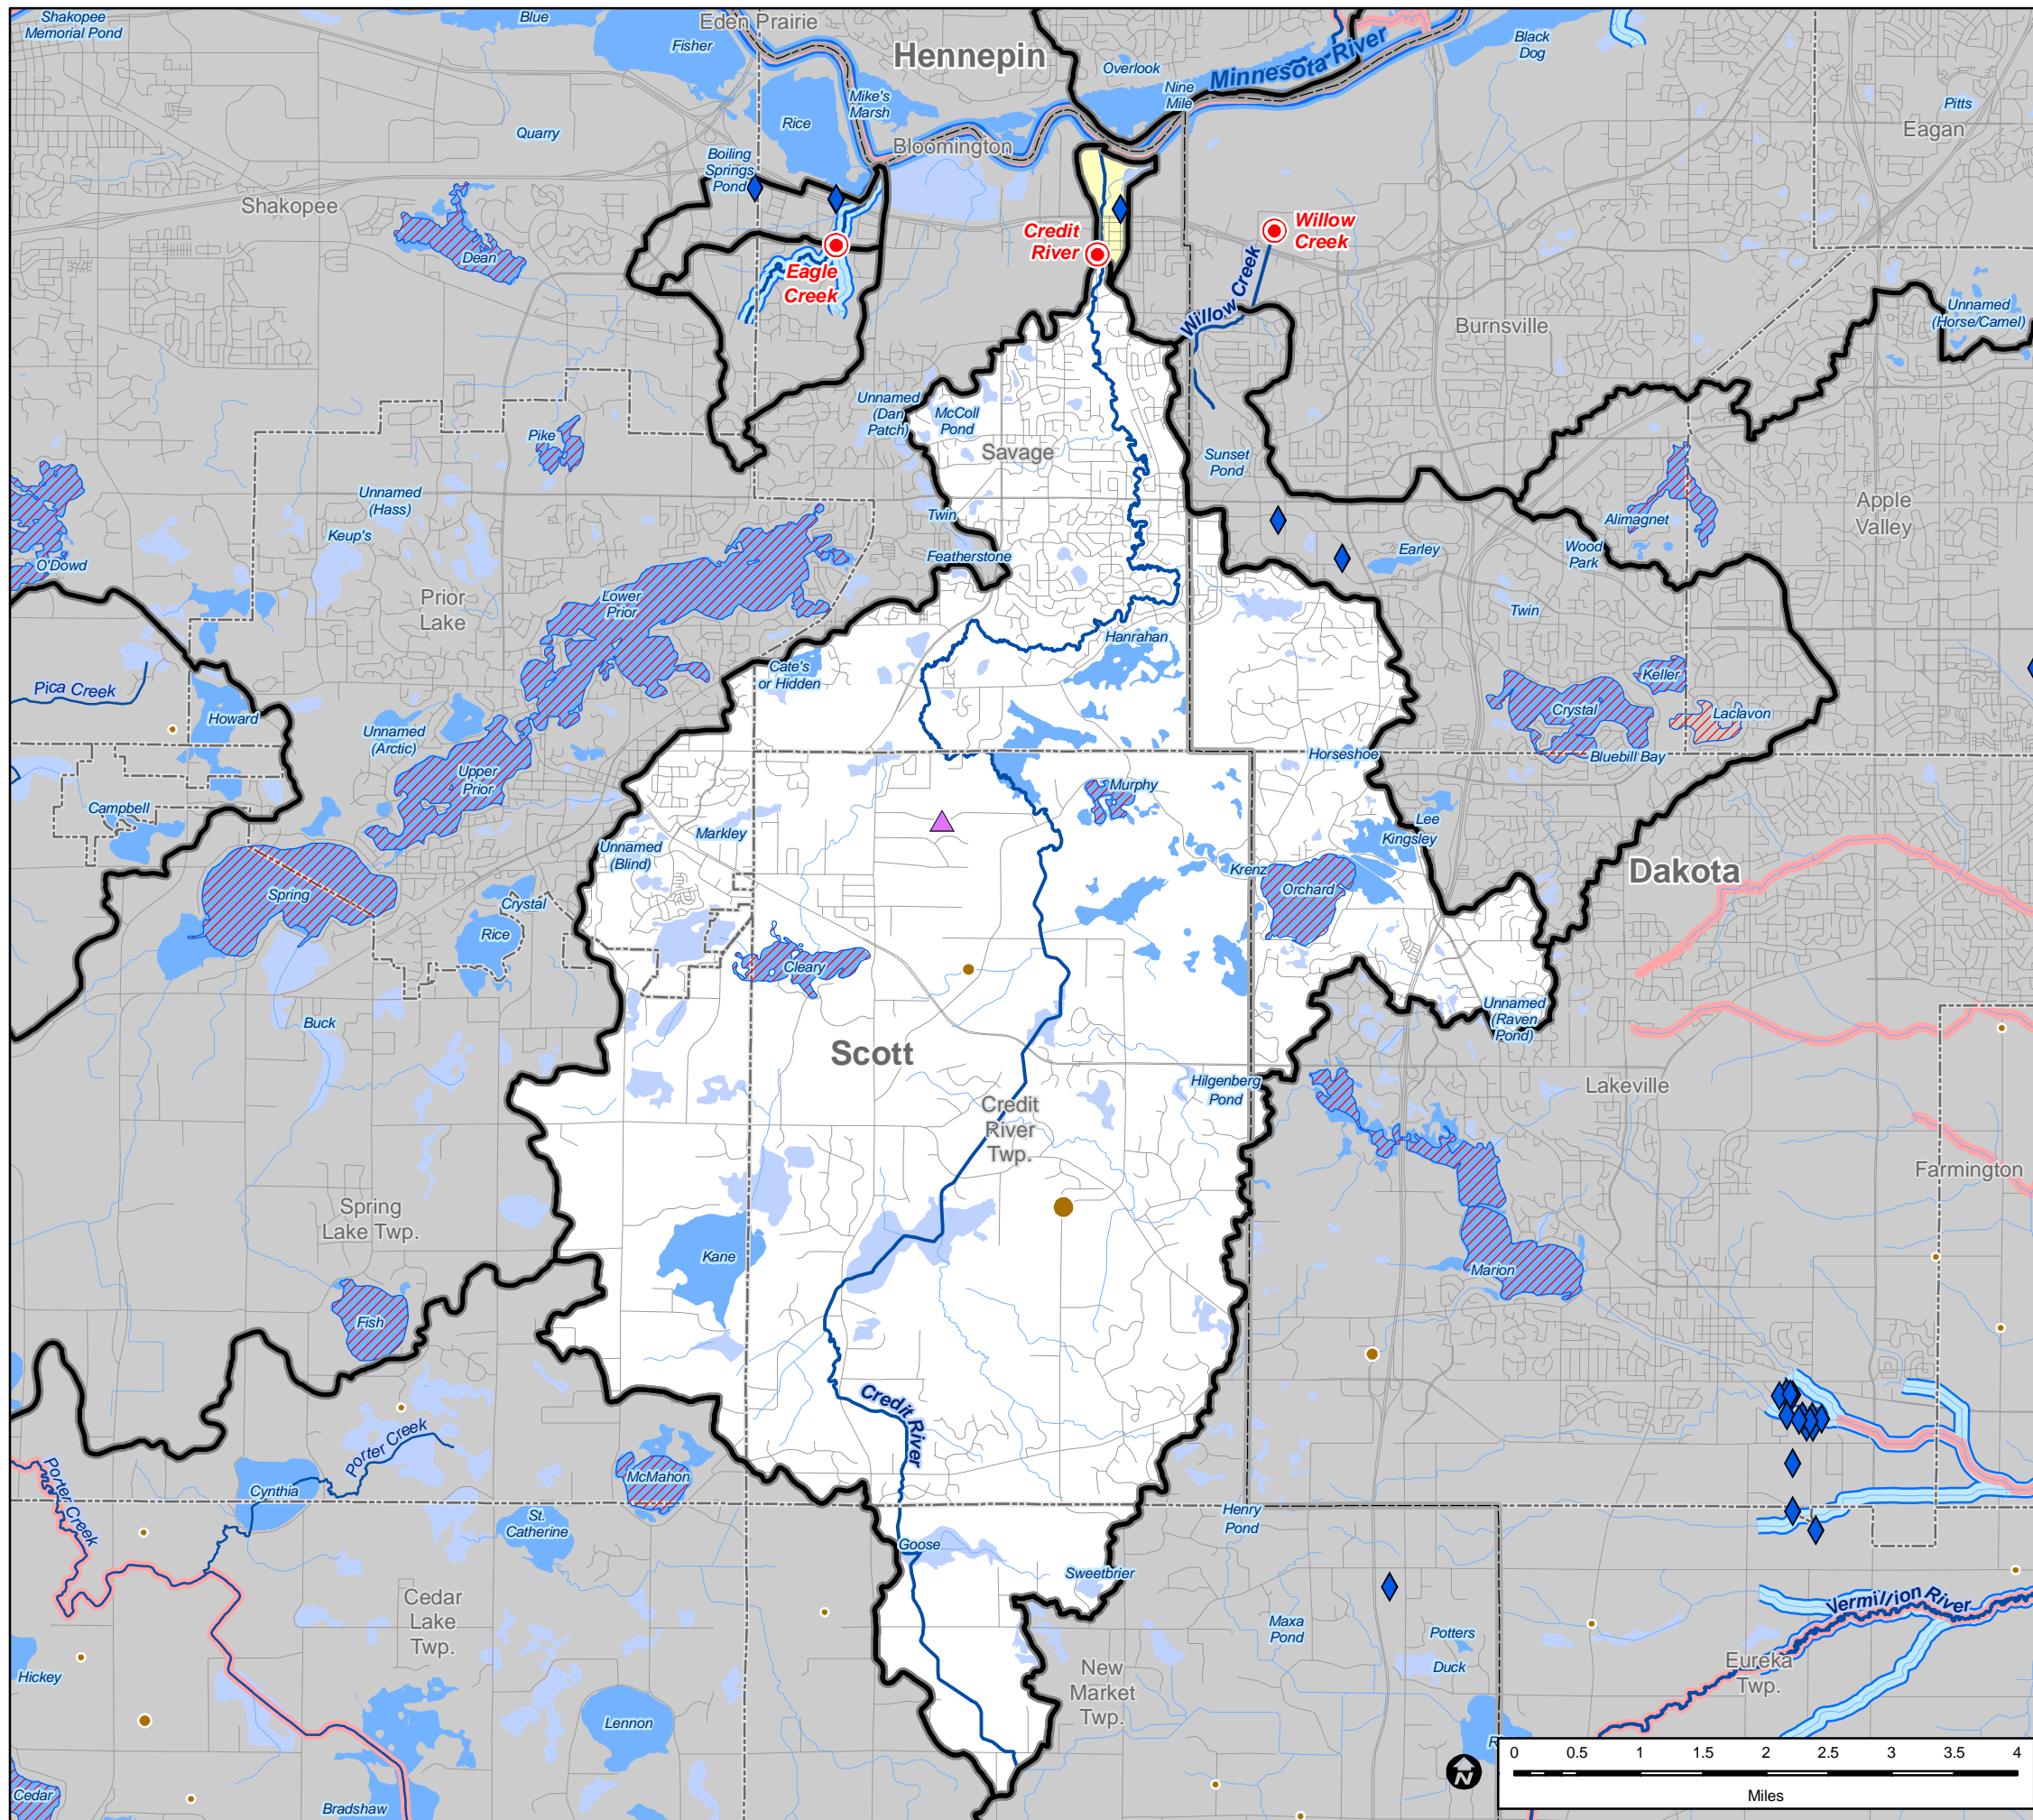 Shakopee
Memorial Pond
Blue
Eden Prairie
Fisher
Hennepin
Overlook
Minnesota River
Black
Dog
Nine
Mile
Mike's
Marsh
Rice
Quarry
Bloomington
Pitts
Eagan
Boiling
Springs
Pond
Shakopee
Dean
Eagle
Creek
Credit
River
Willow
Creek
Willow Creek
Burnsville
Unnamed
(Horse/Camel)
Unnamed
(Dan
Patch)
McColl
Pond
Savage
Sunset
Pond
Pike
Unnamed
(Hass)
Keup's
Twin
Featherstone
Alimagnet
Apple
Valley
Wood
Park
Earley
Twin
O'Dowd
Prior
Lake
Lower
Prior
Hanrahan
Cate's
or Hidden
Pica Creek
Howard
Unnamed
(Arctic)
Upper
Prior
Keller
Crystal
Laclavon
Bluebill Bay
Horseshoe
Campbell
Murphy
Markley
Unnamed
(Blind)
Lee
Kingsley
Krenz
Orchard
Dakota
Spring
Crystal
Rice
Cleary
Buck
Unnamed
(Raven
Pond)
Scott
Hilgenberg
Pond
Lakeville
Credit
River
Twp.
Farmington
Spring
Lake Twp.
Kane
Marion
Fish
Credit River
Porter Creek
Porter Creek
Cynthia
McMahon
St.
Catherine
Henry
Pond
Goose
Sweetbrier
Cedar
Lake
Twp.
Maxa
Pond
Potters
Duck
Vermillion River
Eureka
Twp.
Hickey
New
Market
Twp.
Lennon
Cedar
Bradshaw
N
0 0.5 1 1.5 2 2.5 3 3.5 4
Miles